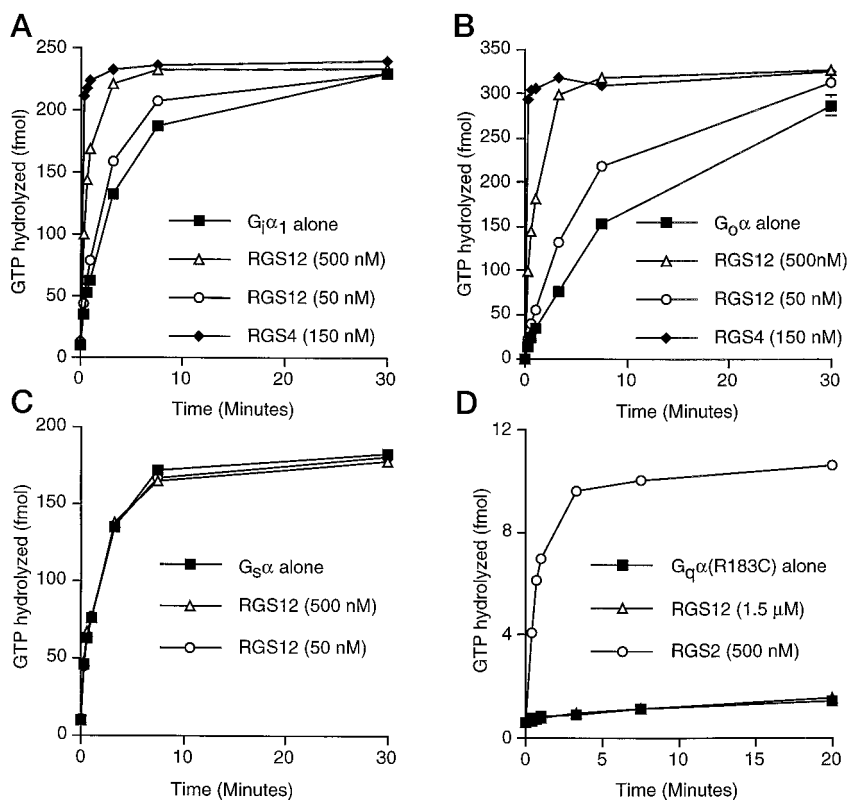 A
GTP hydrolyzed (fmol)
250
200
150
100
50
0
Giα1 alone
RGS12 (500 nM)
RGS12 (50 nM)
RGS4 (150 nM)
0
10
20
30
Time (Minutes)
B
GTP hydrolyzed (fmol)
350
300
250
200
150
100
50
0
Goα alone
RGS12 (500nM)
RGS12 (50 nM)
RGS4 (150 nM)
0
10
20
30
Time (Minutes)
C
GTP hydrolyzed (fmol)
200
150
100
50
0
Gsα alone
RGS12 (500 nM)
RGS12 (50 nM)
0
10
20
30
Time (Minutes)
D
GTP hydrolyzed (fmol)
12
8
4
0
Gqα(R183C) alone
RGS12 (1.5 μM)
RGS2 (500 nM)
0
5
10
15
20
Time (Minutes)